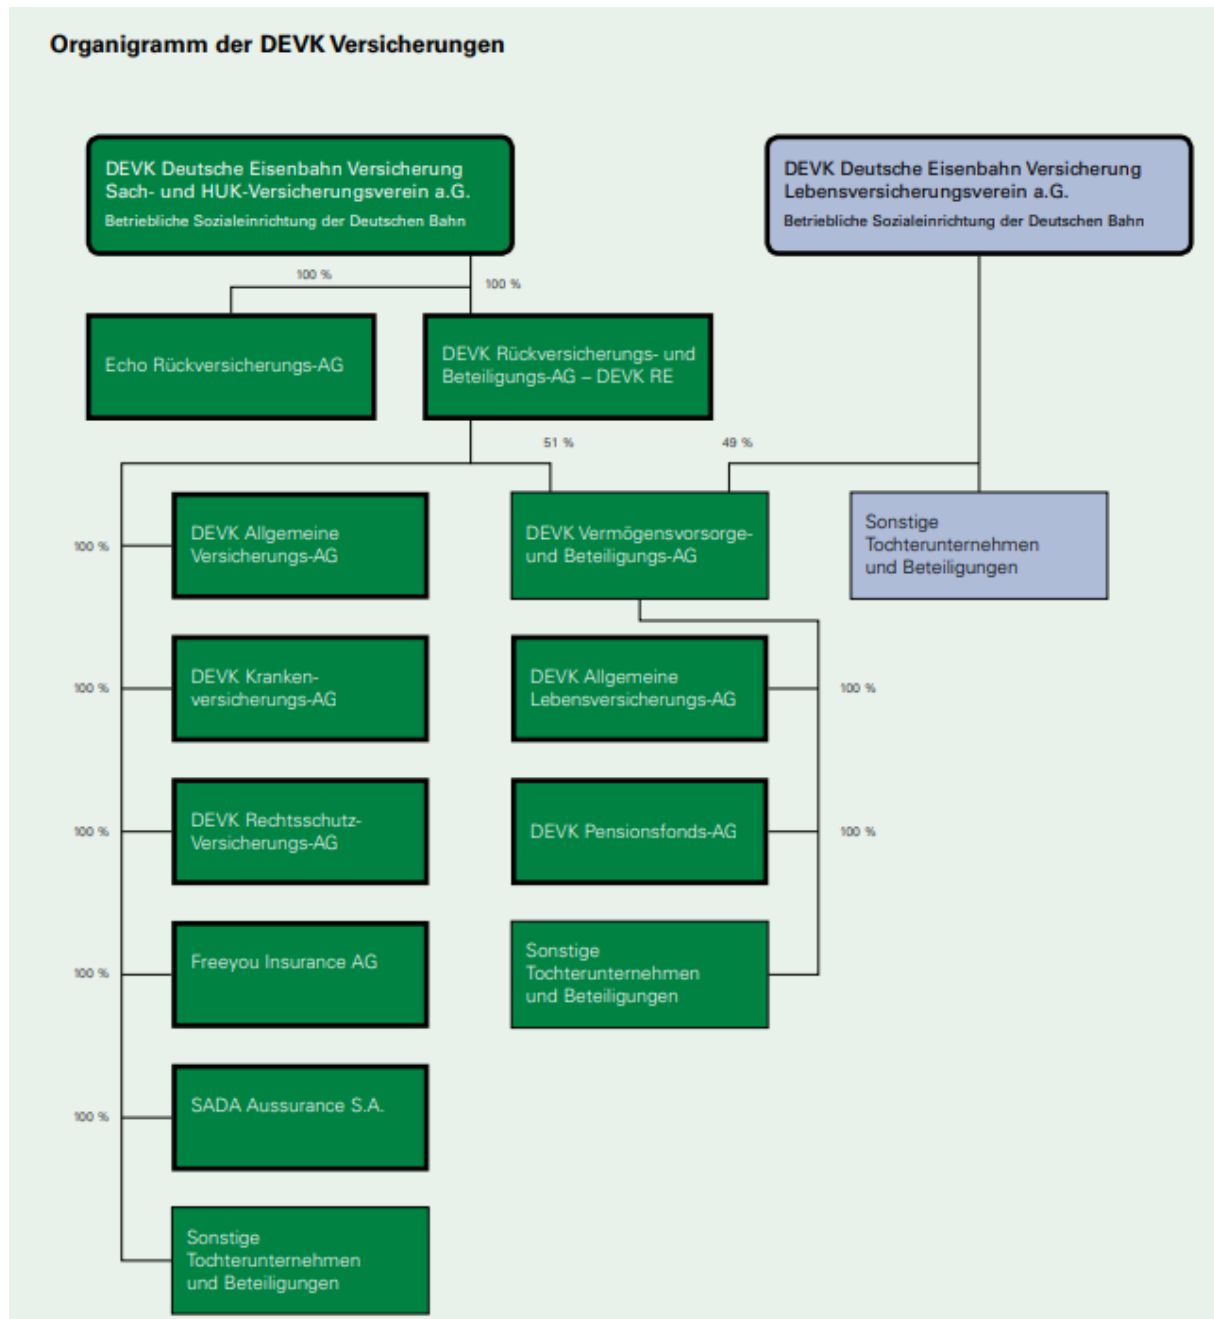 Organigramm der DEVK Versicherungen
DEVK Deutsche Eisenbahn Versicherung
Sach- und HUK-Versicherungsverein a.G.
Betriebliche Sozialeinrichtung der Deutschen Bahn
DEVK Deutsche Eisenbahn Versicherung
Lebensversicherungsverein a.G.
Betriebliche Sozialeinrichtung der Deutschen Bahn
100 %
100 %
Echo Rückversicherungs-AG
DEVK Rückversicherungs- und
Beteiligungs-AG – DEVK RE
51 %
49 %
100 %
DEVK Allgemeine
Versicherungs-AG
DEVK Vermögensvorsorge-
und Beteiligungs-AG
Sonstige
Tochterunternehmen
und Beteiligungen
100 %
DEVK Kranken-
versicherungs-AG
DEVK Allgemeine
Lebensversicherungs-AG
100 %
100 %
DEVK Rechtsschutz-
Versicherungs-AG
DEVK Pensionsfonds-AG
100 %
100 %
Freeyou Insurance AG
Sonstige
Tochterunternehmen
und Beteiligungen
100 %
SADA Aussurance S.A.
Sonstige
Tochterunternehmen
und Beteiligungen